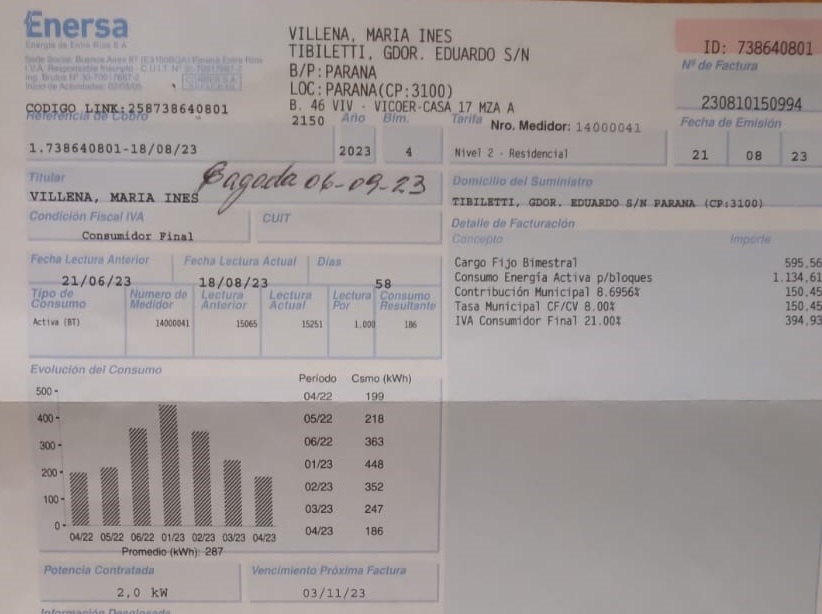 Enersa
Energía de Entre Ríos S.A
CODIGO LINK:258738640801
Referencia de Cobro
1.738640801-18/08/23
VILLENA, MARIA INES
TIBILETTI, GDOR. EDUARDO S/N
B/P:PARANA
LOC:PARANA(CP:3100)
B. 46 VIV - VICOER-CASA 17 MZA A
2150
Año
2023
Bim.
4
ID: 738640801
Nº de Factura
230810150994
Tarifa
Nro. Medidor: 14000041
Nivel 2 - Residencial
Fecha de Emisión
21 08 23
Titular
VILLENA, MARIA INES
Pagada 06-09-23
Condición Fiscal IVA
Consumidor Final
CUIT
Domicilio del Suministro
TIBILETTI, GDOR. EDUARDO S/N PARANA (CP:3100)
Detalle de Facturación
Concepto Importe
Cargo Fijo Bimestral 595,56
Consumo Energía Activa p/bloques 1.134,61
Contribución Municipal 8.6956% 150,45
Tasa Municipal CF/CV 8.00% 150,45
IVA Consumidor Final 21.00% 394,93
Fecha Lectura Anterior Fecha Lectura Actual Días
21/06/23 18/08/23 58
Tipo de Consumo Número de Medidor Lectura Anterior Lectura Actual Lectura Por Consumo Resultante
Activa (BT) 14000041 15065 15251 1,000 186
Evolución del Consumo
500
400
300
200
100
0
04/22 05/22 06/22 01/23 02/23 03/23 04/23
Promedio (kWh): 287
Período Csmo (kWh)
04/22 199
05/22 218
06/22 363
01/23 448
02/23 352
03/23 247
04/23 186
Potencia Contratada
2,0 kW
Vencimiento Próxima Factura
03/11/23